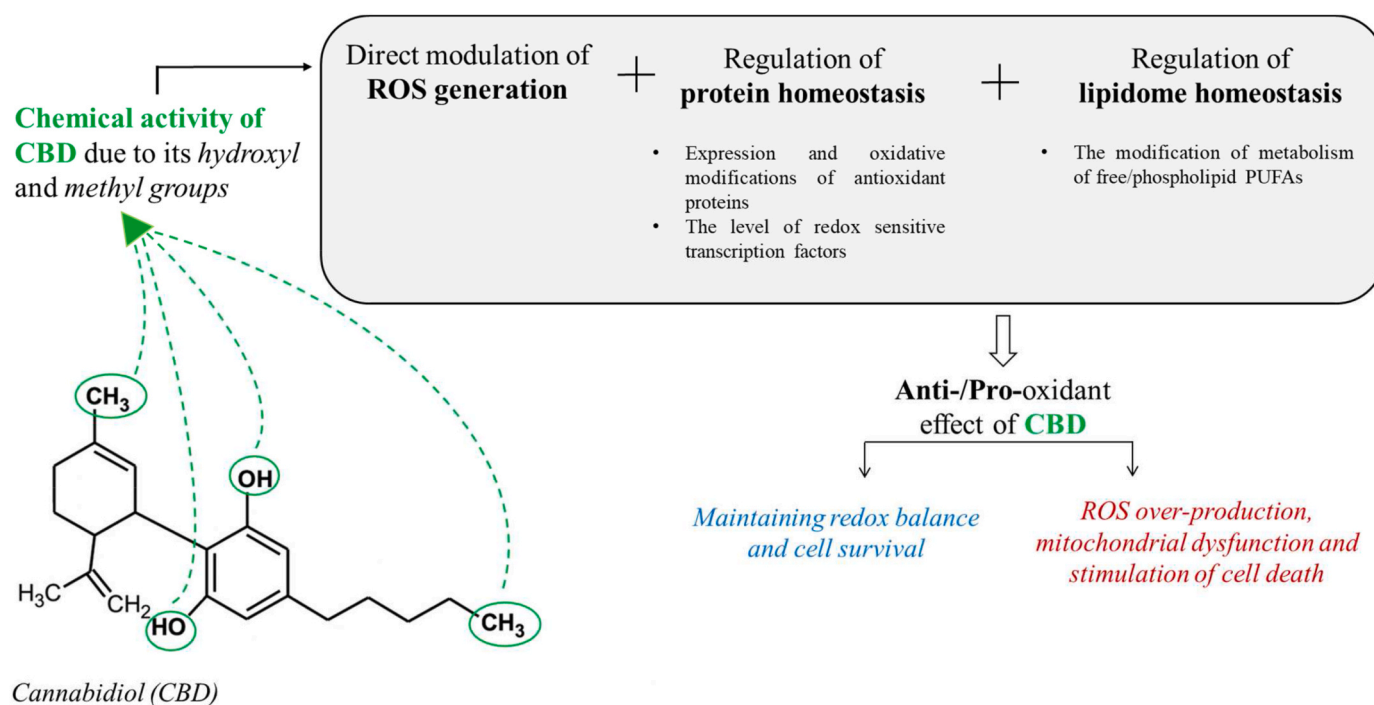 Chemical activity of
CBD due to its hydroxyl
and methyl groups
Direct modulation of
ROS generation
+
Regulation of
protein homeostasis
• Expression and oxidative
modifications of antioxidant
proteins
• The level of redox sensitive
transcription factors
+
Regulation of
lipidome homeostasis
• The modification of metabolism
of free/phospholipid PUFAs
Anti-/Pro-oxidant
effect of CBD
Maintaining redox balance
and cell survival
ROS over-production,
mitochondrial dysfunction and
stimulation of cell death
CH3
OH
H3C
CH2
HO
CH3
Cannabidiol (CBD)